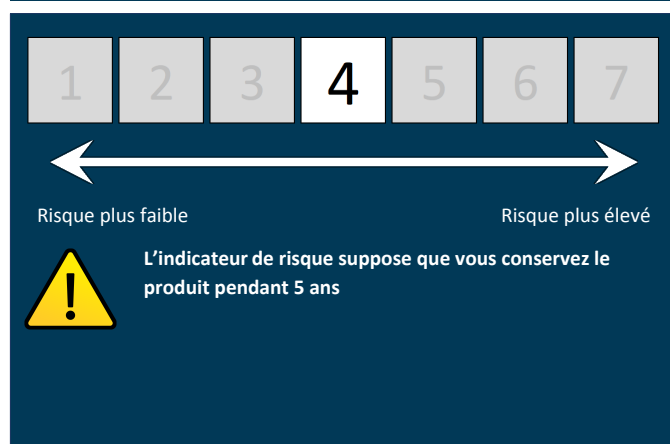 1 2 3 4 5 6 7
Risque plus faible Risque plus élevé
L’indicateur de risque suppose que vous conservez le
produit pendant 5 ans